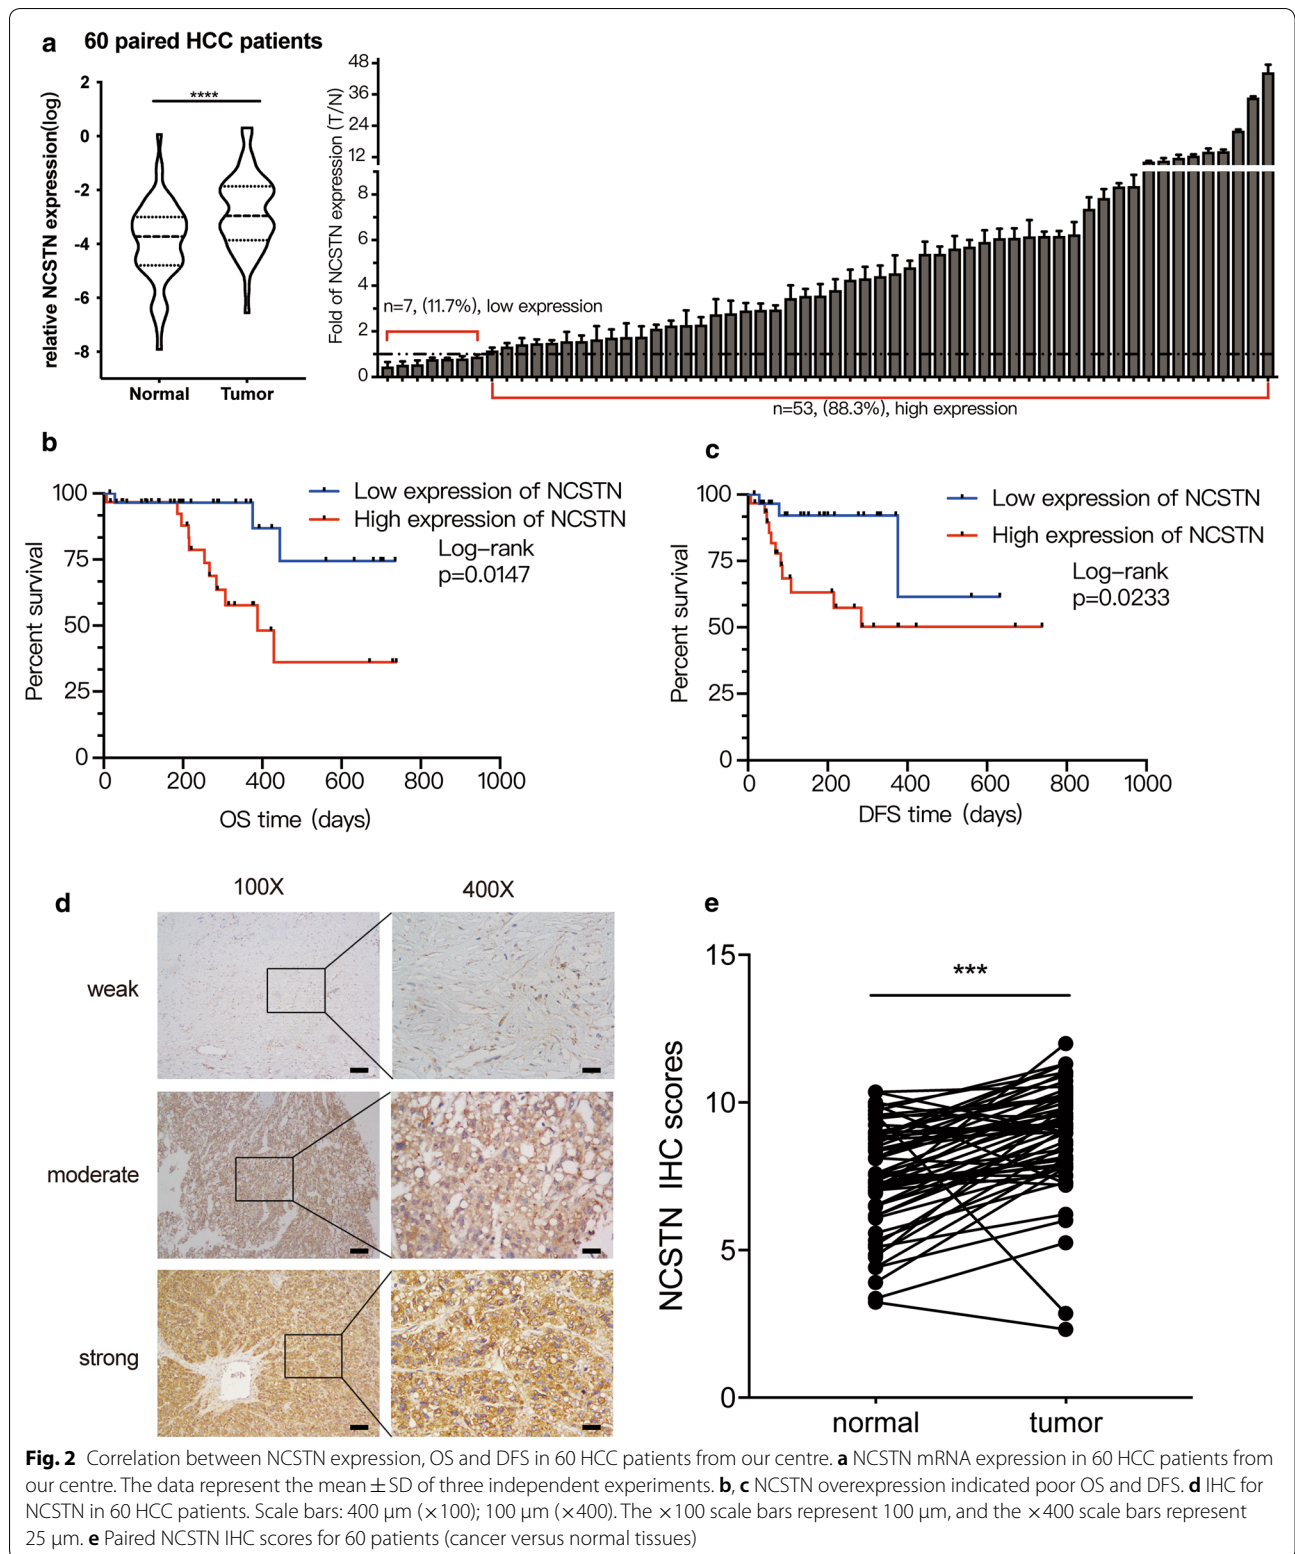 a 60 paired HCC patients
relative NCSTN expression(log)
2
0
-2
-4
-6
-8
****
Normal Tumor
Fold of NCSTN expression (T/N)
48
36
24
12
8
6
4
2
0
n=7, (11.7%), low expression
n=53, (88.3%), high expression
b
Percent survival
100
75
50
25
0
0 200 400 600 800 1000
OS time (days)
Low expression of NCSTN
High expression of NCSTN
Log–rank
p=0.0147
c
Percent survival
100
75
50
25
0
0 200 400 600 800 1000
DFS time (days)
Low expression of NCSTN
High expression of NCSTN
Log–rank
p=0.0233
d
100X 400X
weak
moderate
strong
e
NCSTN IHC scores
15
10
5
0
***
normal tumor
Fig. 2 Correlation between NCSTN expression, OS and DFS in 60 HCC patients from our centre. a NCSTN mRNA expression in 60 HCC patients from
our centre. The data represent the mean ± SD of three independent experiments. b, c NCSTN overexpression indicated poor OS and DFS. d IHC for
NCSTN in 60 HCC patients. Scale bars: 400 μm (×100); 100 μm (×400). The ×100 scale bars represent 100 μm, and the ×400 scale bars represent
25 μm. e Paired NCSTN IHC scores for 60 patients (cancer versus normal tissues)